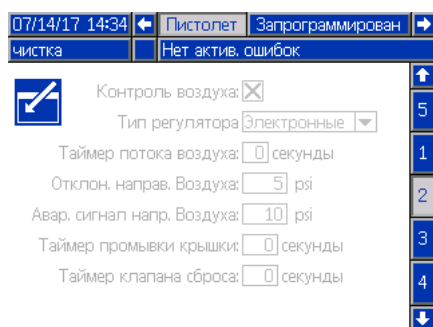 07/14/17 14:34 Пистолет Запрограммирован
чистка Нет актив. ошибок
Контроль воздуха:
5
Тип регулятора Электронные
Таймер потока воздуха: 0 секунды
1
Отклон. направ. Воздуха: 5 psi
2
Авар. сигнал напр. Воздуха: 10 psi
Таймер промывки крышки: 0 секунды
3
Таймер клапана сброса: 0 секунды
4